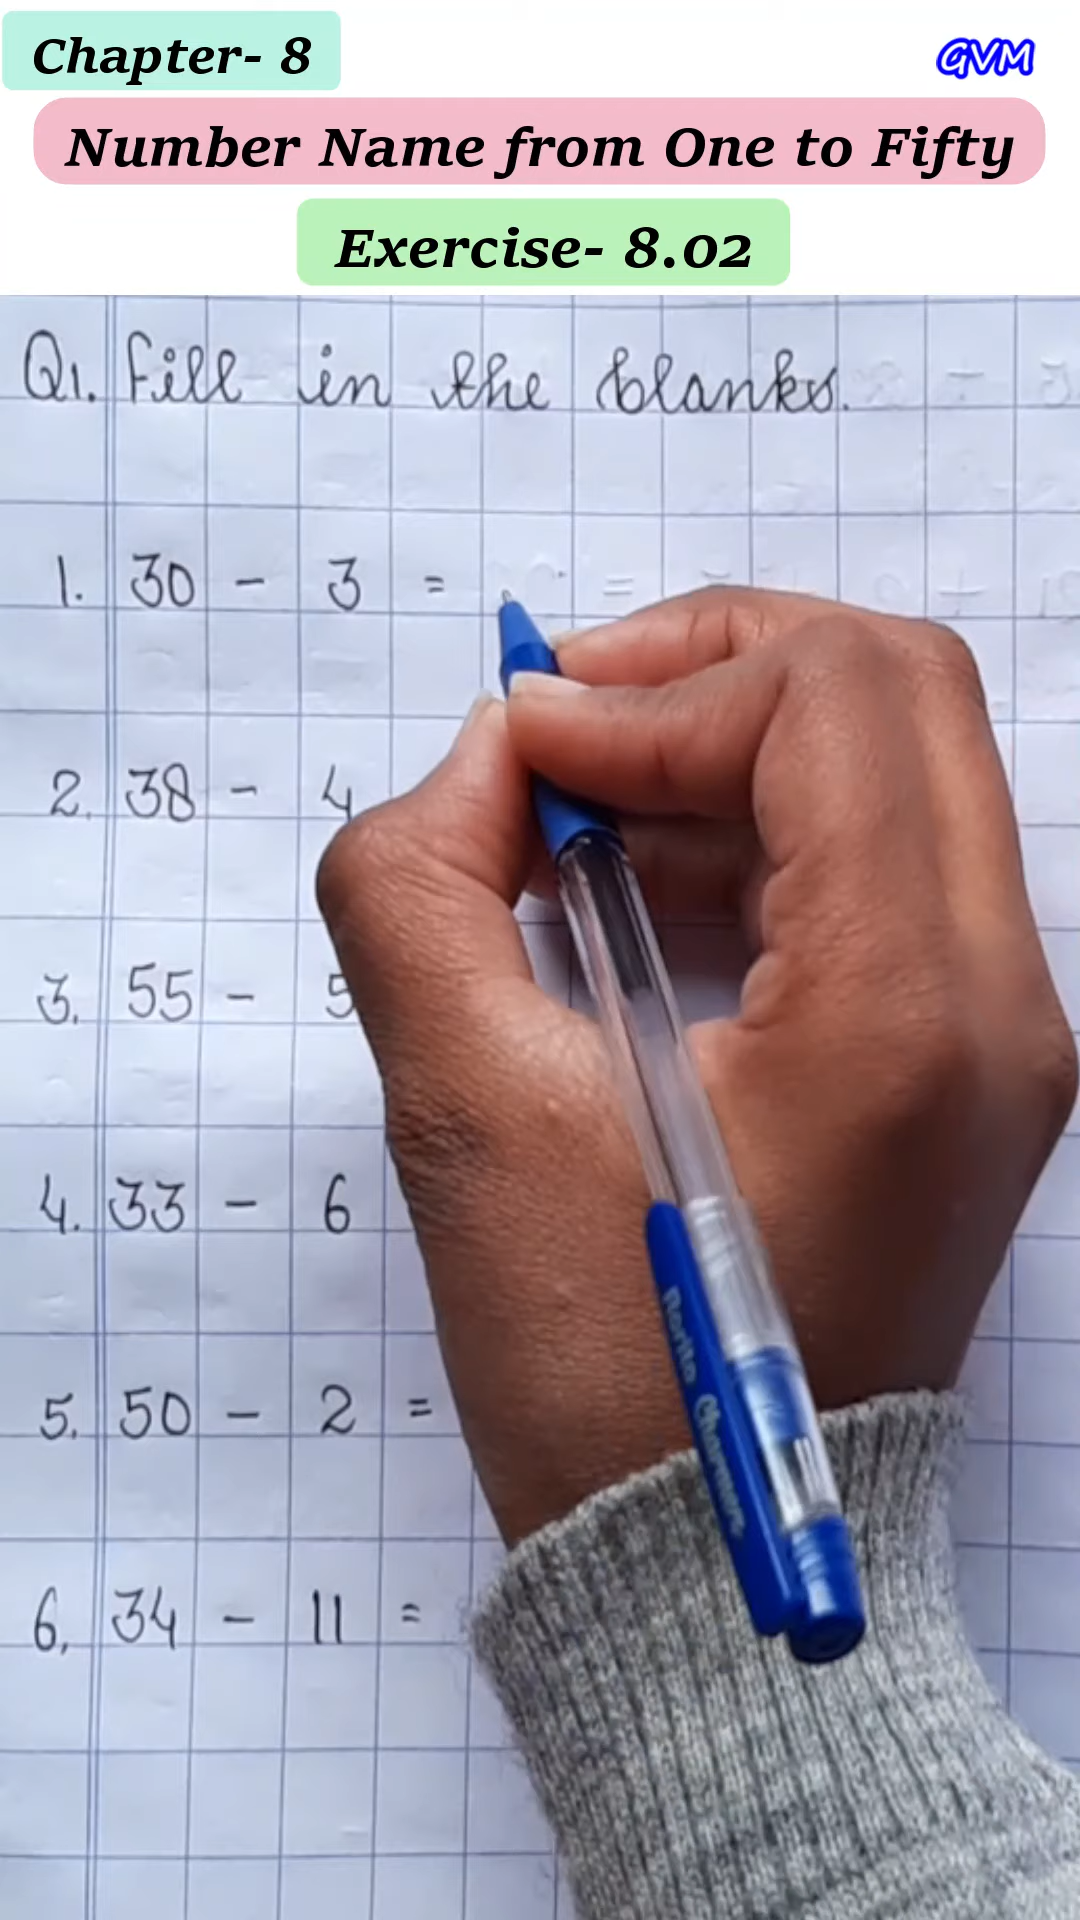 Chapter- 8
GVM
Number Name from One to Fifty
Exercise- 8.02
Q1. Fill in the blanks.
1. 30 - 3 =
2. 38 - 4
3. 55 - 5
4. 33 - 6
5. 50 - 2 =
6. 34 - 11 =